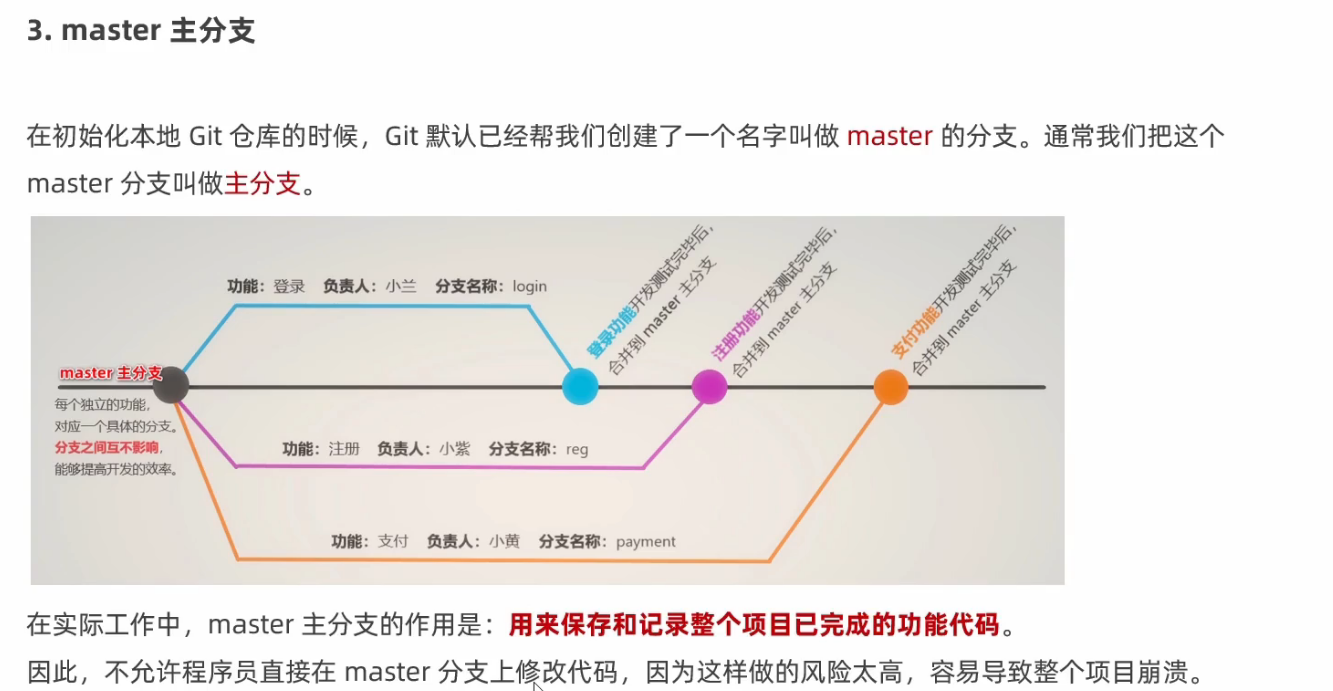 3. master 主分支
在初始化本地 Git 仓库的时候，Git 默认已经帮我们创建了一个名字叫做 master 的分支。通常我们把这个
master 分支叫做主分支。
功能：登录 负责人：小兰 分支名称：login
登录功能开发测试完毕后，
合并到 master 主分支
注册功能开发测试完毕后，
合并到 master 主分支
支付功能开发测试完毕后，
合并到 master 主分支
master 主分支
每个独立的功能，
对应一个具体的分支。
分支之间互不影响，
能够提高开发的效率。
功能：注册 负责人：小紫 分支名称：reg
功能：支付 负责人：小黄 分支名称：payment
在实际工作中，master 主分支的作用是：用来保存和记录整个项目已完成的功能代码。
因此，不允许程序员直接在 master 分支上修改代码，因为这样做的风险太高，容易导致整个项目崩溃。